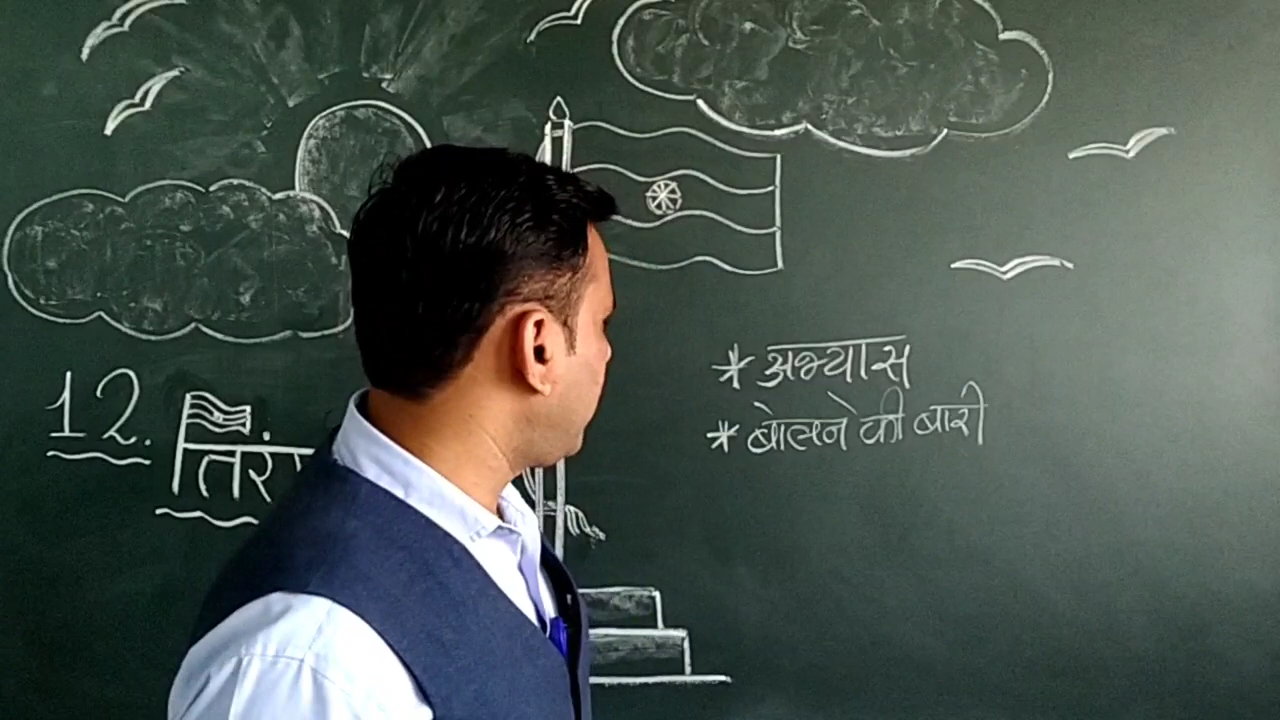 12.
* अभ्यास
* बोलने की बारी